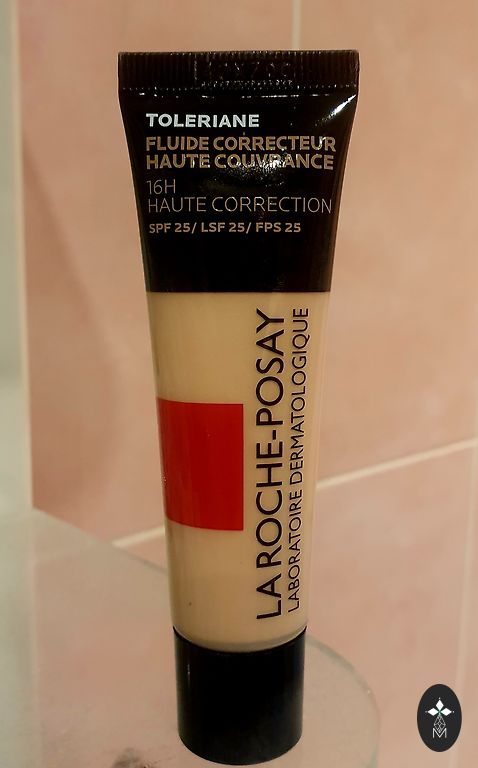 TOLERIANE
FLUIDE CORRECTEUR
HAUTE COUVRANCE
16H
HAUTE CORRECTION
SPF 25/ LSF 25/ FPS 25
LA ROCHE-POSAY
LABORATOIRE DERMATOLOGIQUE